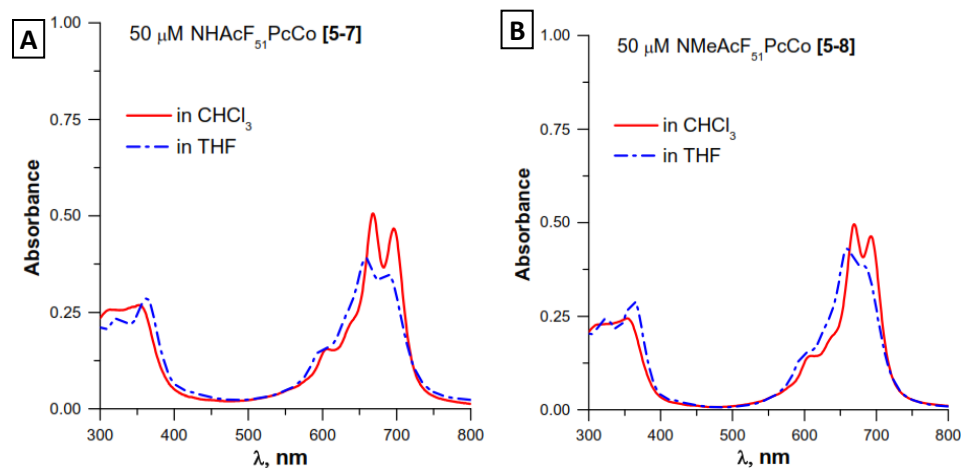 A
50 μM NHAcF₅₁PcCo [5-7]
in CHCl₃
in THF
Absorbance
1.00
0.75
0.50
0.25
0.00
300 400 500 600 700 800
λ, nm
B
50 μM NMeAcF₅₁PcCo [5-8]
in CHCl₃
in THF
Absorbance
1.00
0.75
0.50
0.25
0.00
300 400 500 600 700 800
λ, nm